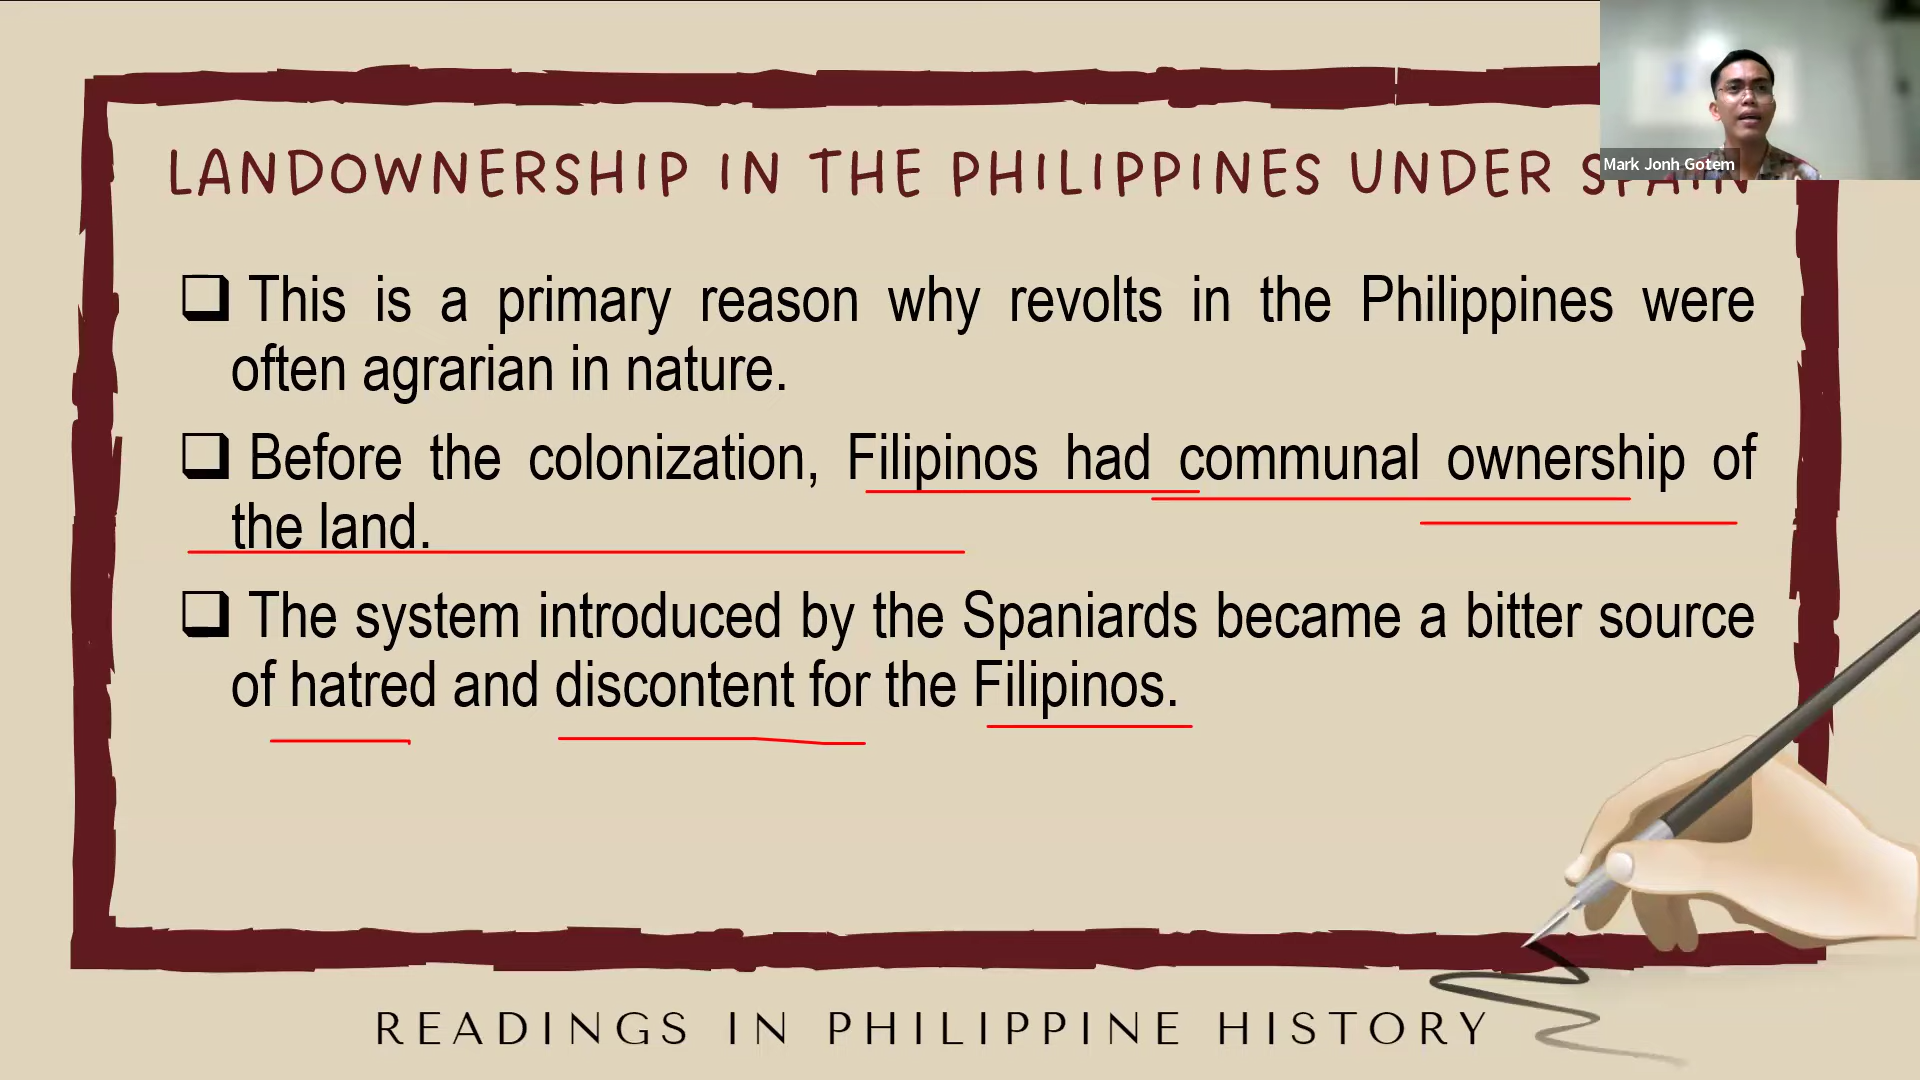 LANDOWNERSHIP IN THE PHILIPPINES UNDER SPAIN
Mark Jonh Gotem
This is a primary reason why revolts in the Philippines were
often agrarian in nature.
Before the colonization, Filipinos had communal ownership of
the land.
The system introduced by the Spaniards became a bitter source
of hatred and discontent for the Filipinos.
READINGS IN PHILIPPINE HISTORY